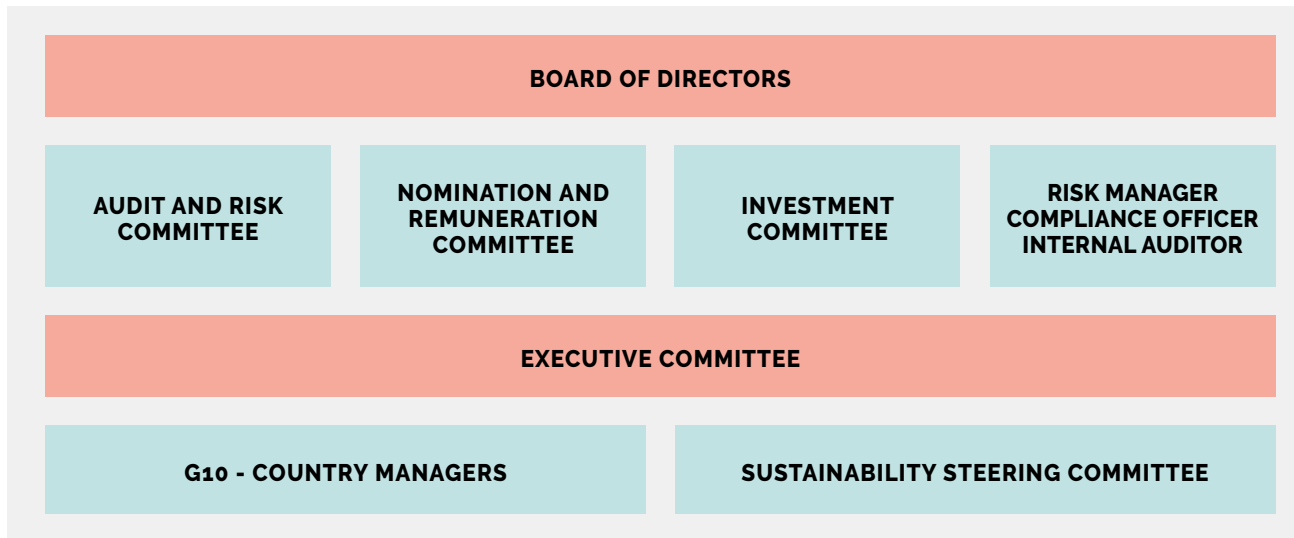 BOARD OF DIRECTORS
AUDIT AND RISK
COMMITTEE
NOMINATION AND
REMUNERATION
COMMITTEE
INVESTMENT
COMMITTEE
RISK MANAGER
COMPLIANCE OFFICER
INTERNAL AUDITOR
EXECUTIVE COMMITTEE
G10 - COUNTRY MANAGERS
SUSTAINABILITY STEERING COMMITTEE